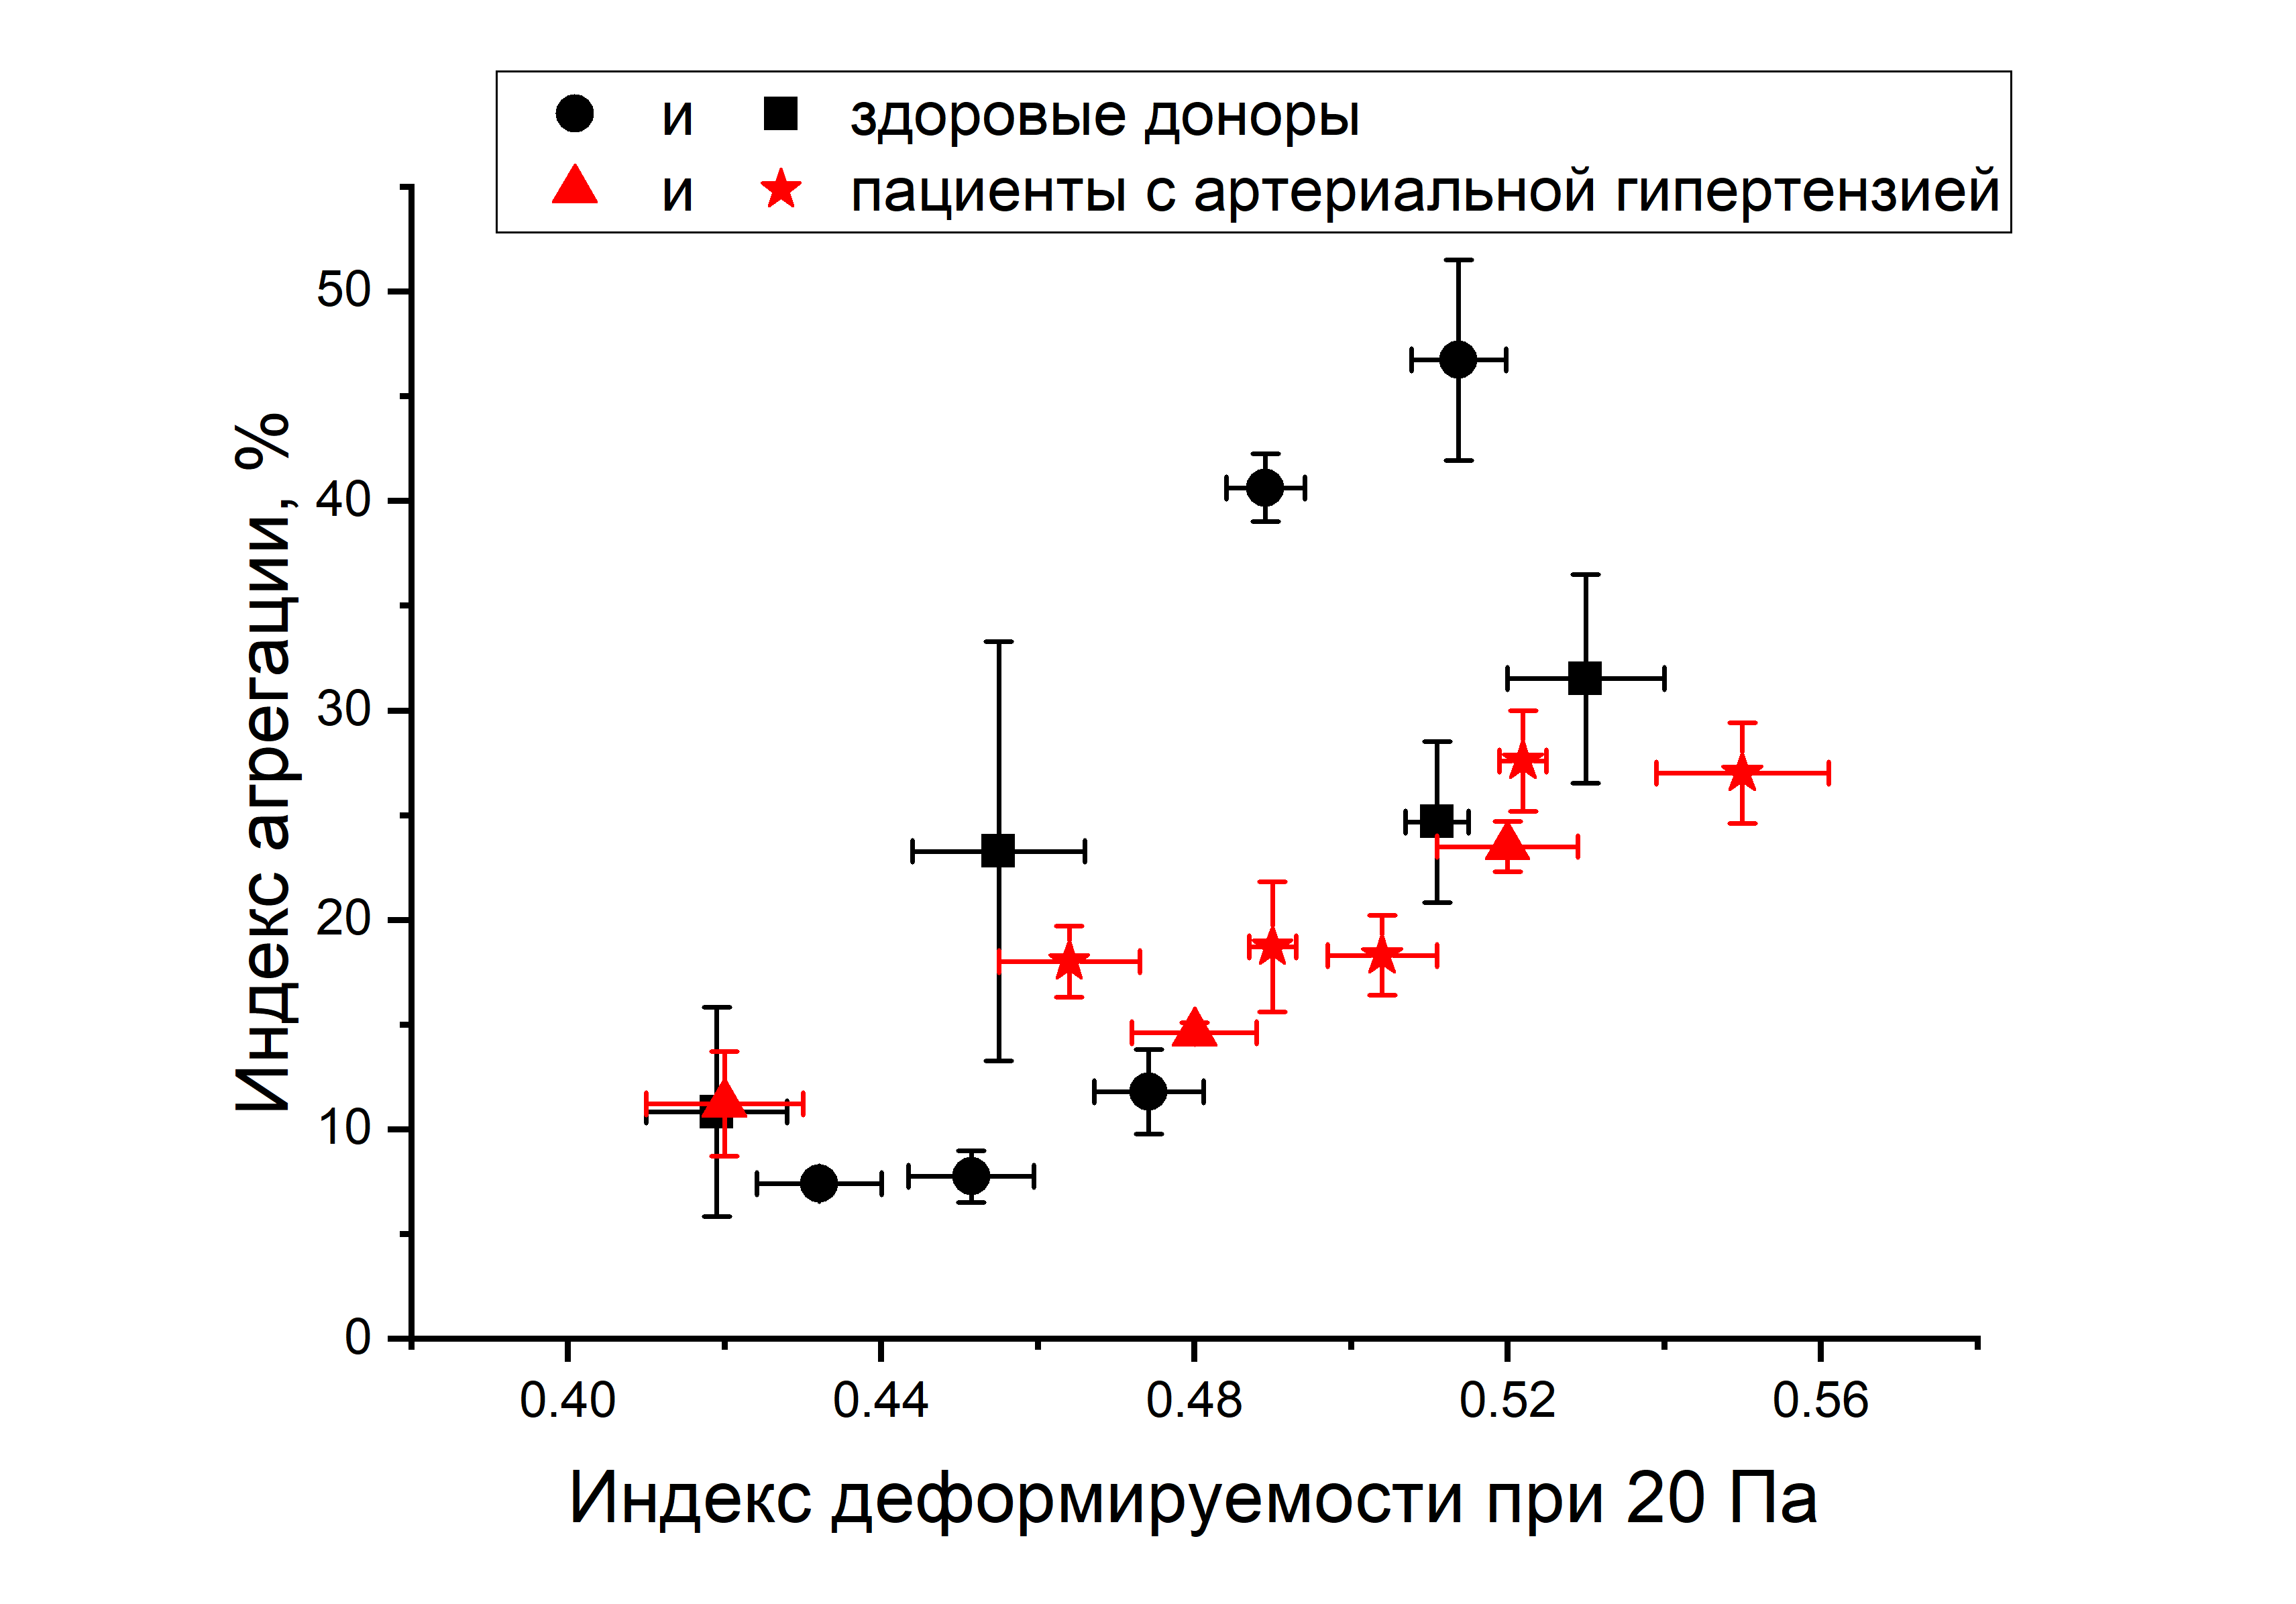 и здоровые доноры
и пациенты с артериальной гипертензией
Индекс агрегации, %
50
40
30
20
10
0
0.40 0.44 0.48 0.52 0.56
Индекс деформируемости при 20 Па